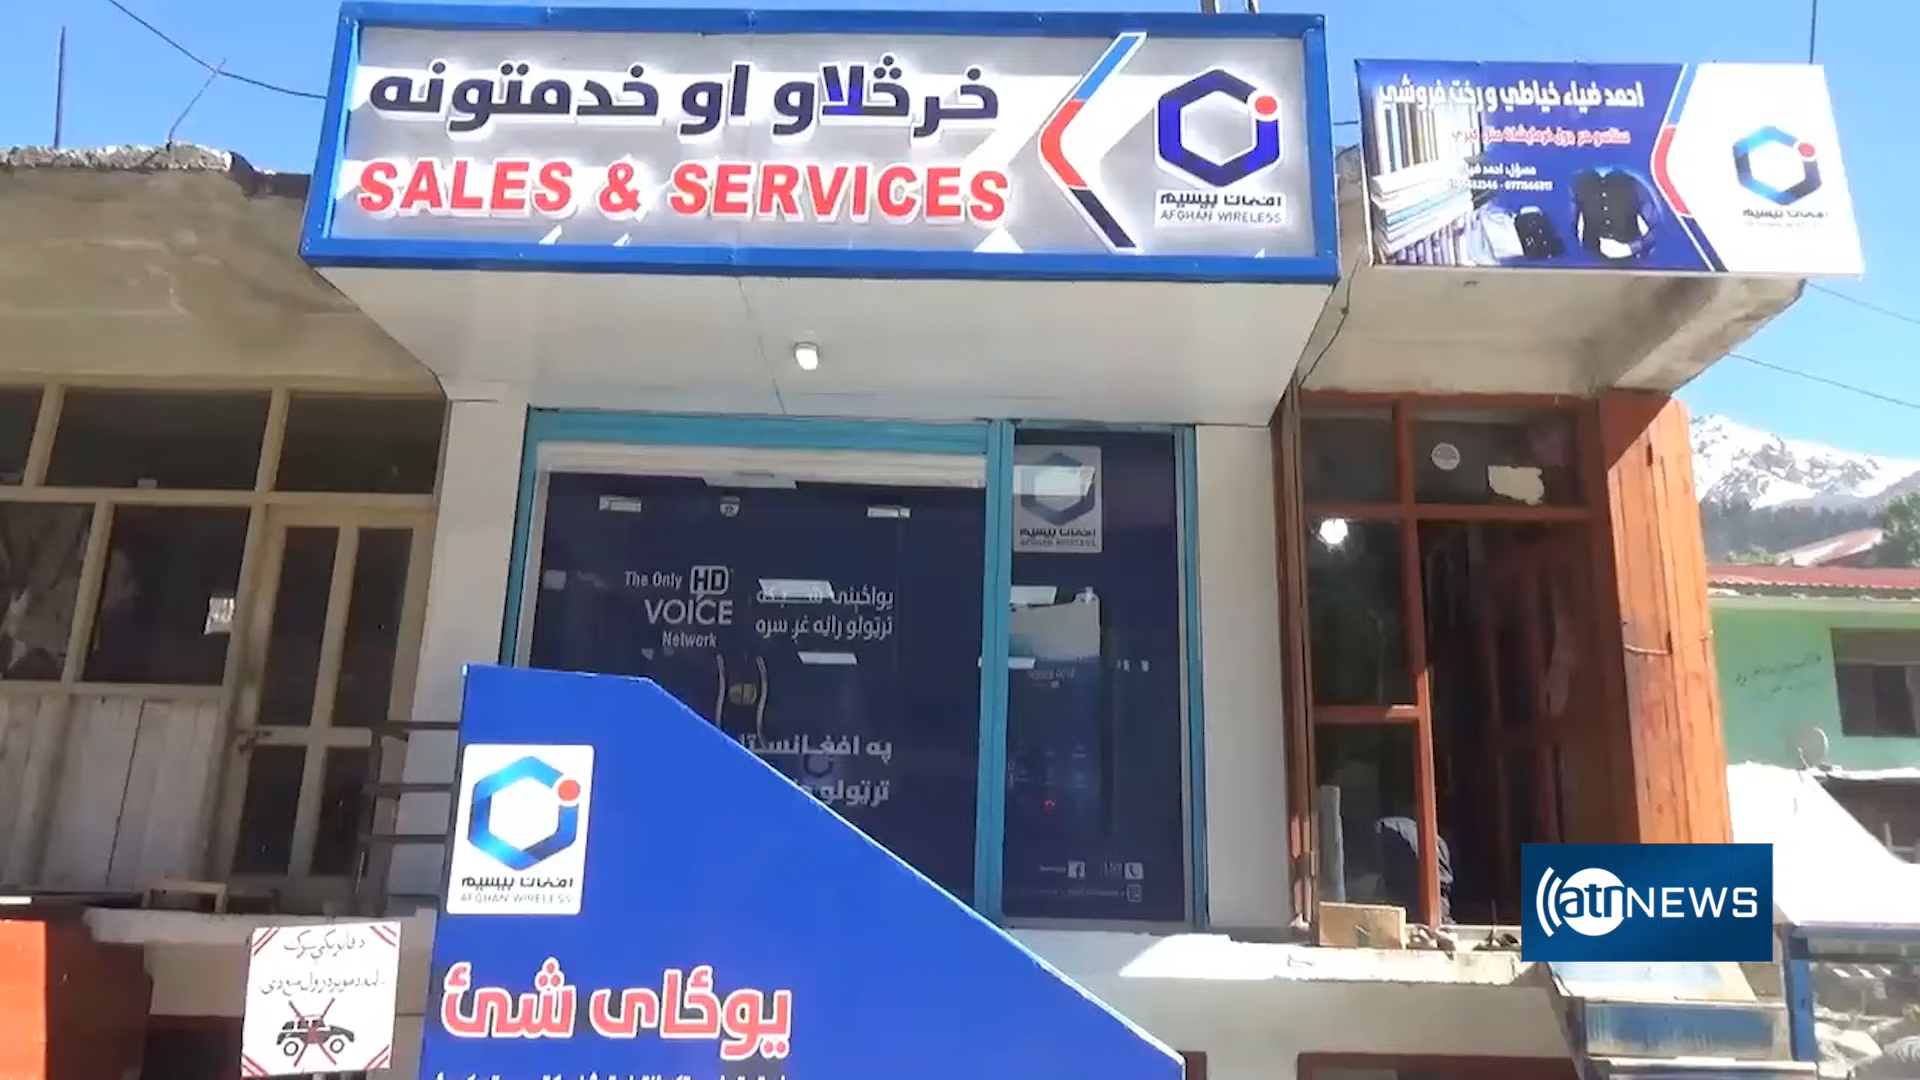 خرڅلاو او خدمتونه
SALES & SERVICES
افغان بیسیم
AFGHAN WIRELESS
احمد ضیاء خیاطي و رخت فروشي
افغان بیسیم
The Only HD
VOICE
Network
یواځینۍ شبکه
ترټولو راڼه غږ سره
افغان بیسیم
AFGHAN WIRELESS
په
ترټولو
افغان بیسیم
AFGHAN WIRELESS
یوځای شئ
atn NEWS